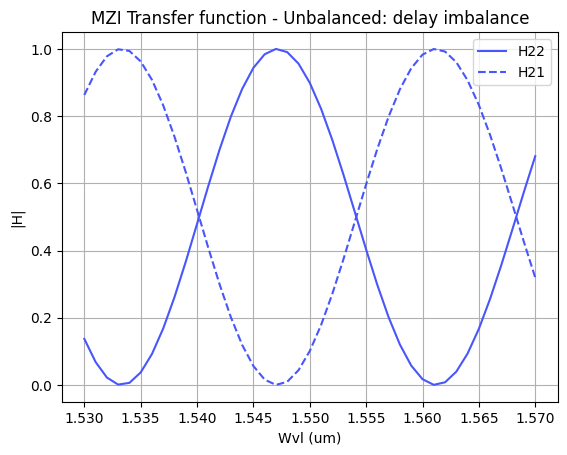 MZI Transfer function - Unbalanced: delay imbalance
H22
H21
|H|
1.0
0.8
0.6
0.4
0.2
0.0
1.530 1.535 1.540 1.545 1.550 1.555 1.560 1.565 1.570
Wvl (um)